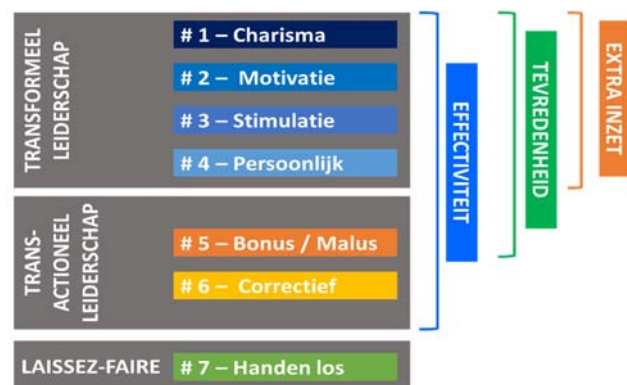 TRANSFORMEEL
LEIDERSCHAP
# 1 – Charisma
# 2 – Motivatie
# 3 – Stimulatie
# 4 – Persoonlijk
TRANS-
ACTIONEEL
LEIDERSCHAP
# 5 – Bonus / Malus
# 6 – Correctief
LAISSEZ-FAIRE
# 7 – Handen los
EFFECTIVITEIT
TEVREDENHEID
EXTRA INZET